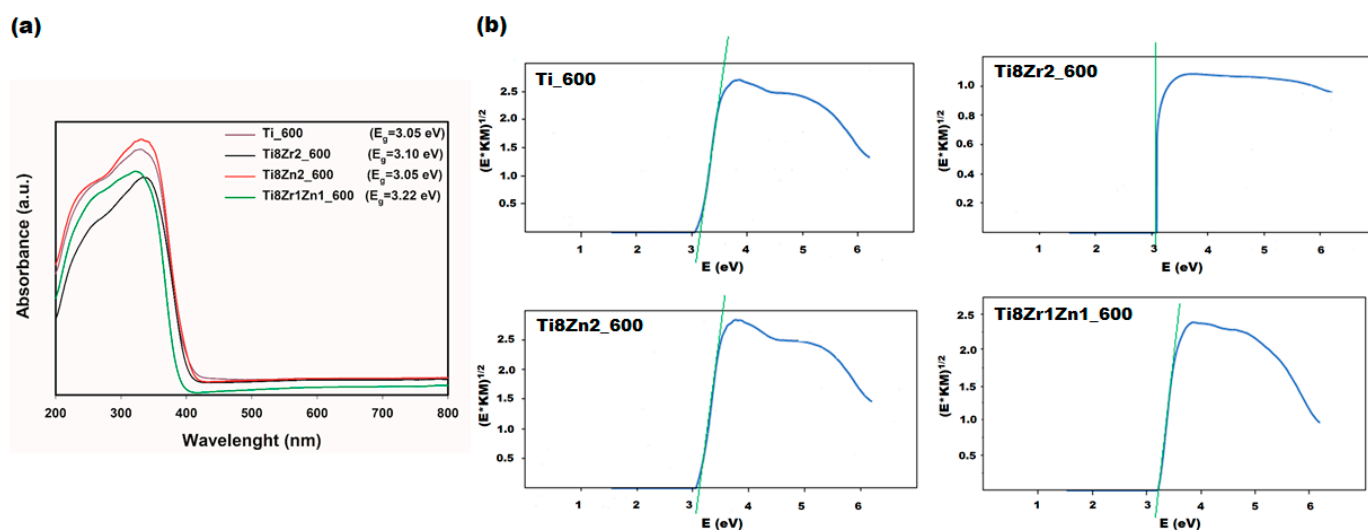 (a)
Absorbance (a.u.)
Ti_600 (Eg=3.05 eV)
Ti8Zr2_600 (Eg=3.10 eV)
Ti8Zn2_600 (Eg=3.05 eV)
Ti8Zr1Zn1_600 (Eg=3.22 eV)
200 300 400 500 600 700 800
Wavelenght (nm)
(b)
Ti_600
(E*KM)1/2
2.5
2.0
1.5
1.0
0.5
1 2 3 4 5 6
E (eV)
Ti8Zr2_600
(E*KM)1/2
1.0
0.8
0.6
0.4
0.2
1 2 3 4 5 6
E (eV)
Ti8Zn2_600
(E*KM)1/2
2.5
2.0
1.5
1.0
0.5
1 2 3 4 5 6
E (eV)
Ti8Zr1Zn1_600
(E*KM)1/2
2.5
2.0
1.5
1.0
0.5
1 2 3 4 5 6
E (eV)